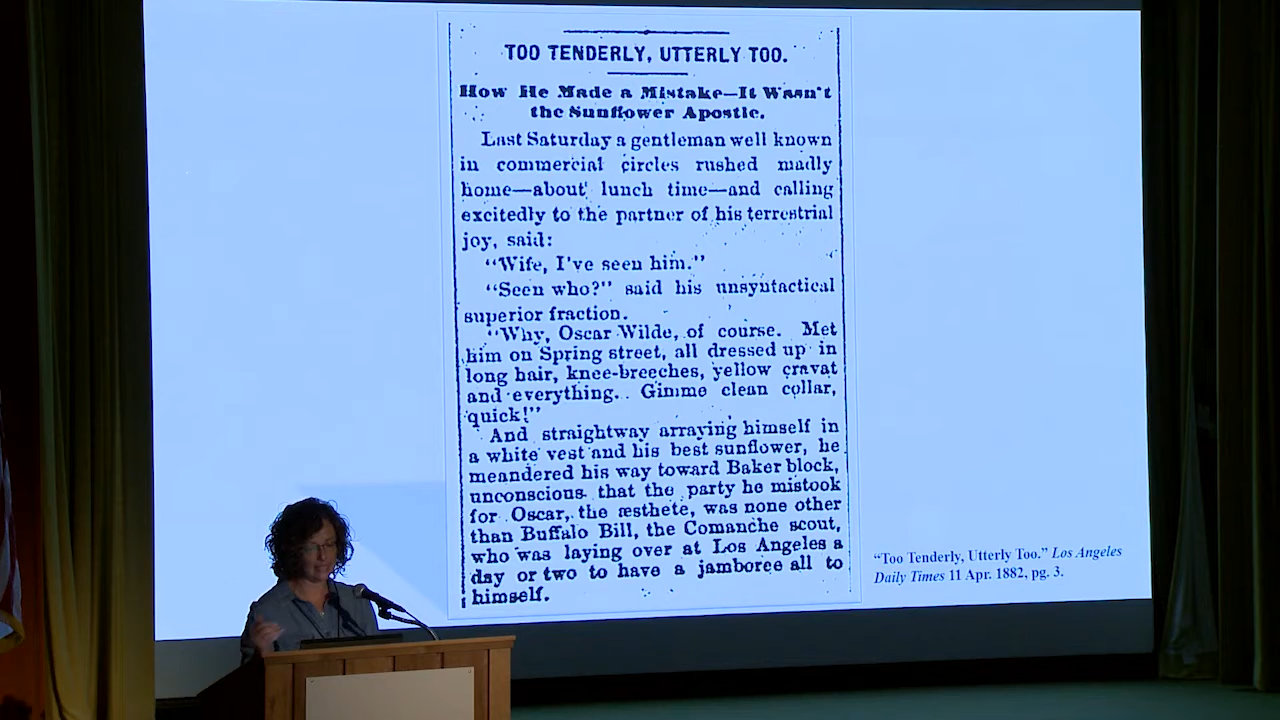 TOO TENDERLY, UTTERLY TOO.
How He Made a Mistake—It Wasn't
the Sunflower Apostle.
Last Saturday a gentleman well known
in commercial circles rushed madly
home—about lunch time—and calling
excitedly to the partner of his terrestrial
joy, said:
"Wife, I've seen him."
"Seen who?" said his unsyntactical
superior fraction.
"Why, Oscar Wilde, of course. Met
him on Spring street, all dressed up in
long hair, knee-breeches, yellow cravat
and everything. Gimme clean collar,
quick!"
And straightway arraying himself in
a white vest and his best sunflower, he
meandered his way toward Baker block,
unconscious that the party he mistook
for Oscar, the æsthete, was none other
than Buffalo Bill, the Comanche scout,
who was laying over at Los Angeles a
day or two to have a jamboree all to
himself.
"Too Tenderly, Utterly Too." Los Angeles
Daily Times 11 Apr. 1882, pg. 3.